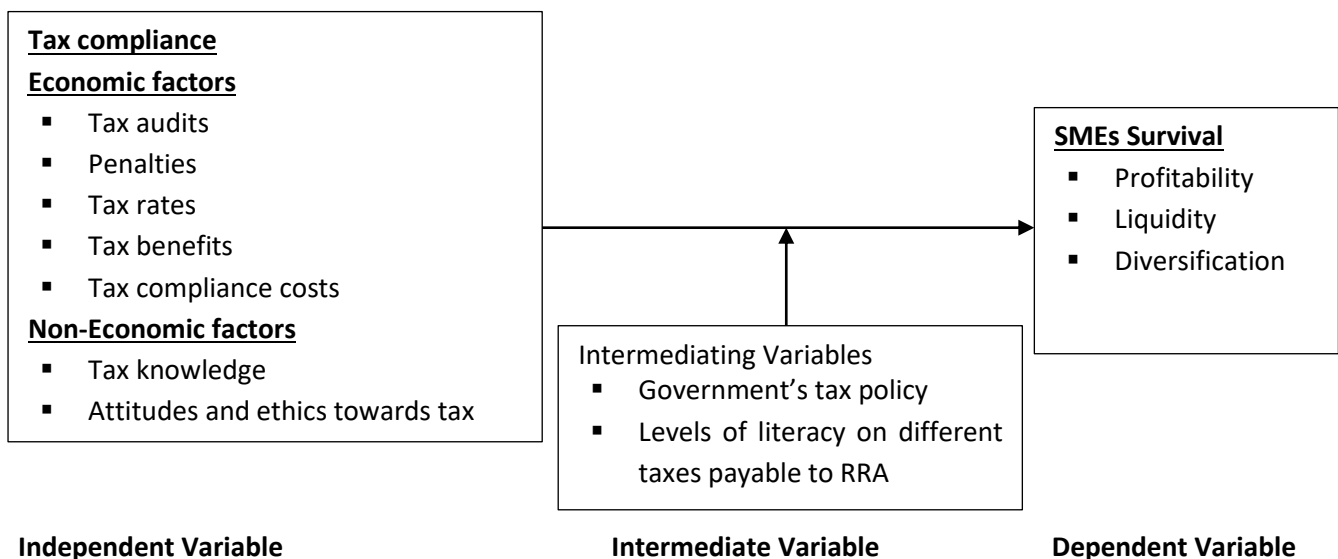 Tax compliance
Economic factors
▪ Tax audits
▪ Penalties
▪ Tax rates
▪ Tax benefits
▪ Tax compliance costs
Non-Economic factors
▪ Tax knowledge
▪ Attitudes and ethics towards tax
Intermediating Variables
▪ Government’s tax policy
▪ Levels of literacy on different
taxes payable to RRA
SMEs Survival
▪ Profitability
▪ Liquidity
▪ Diversification
Independent Variable
Intermediate Variable
Dependent Variable